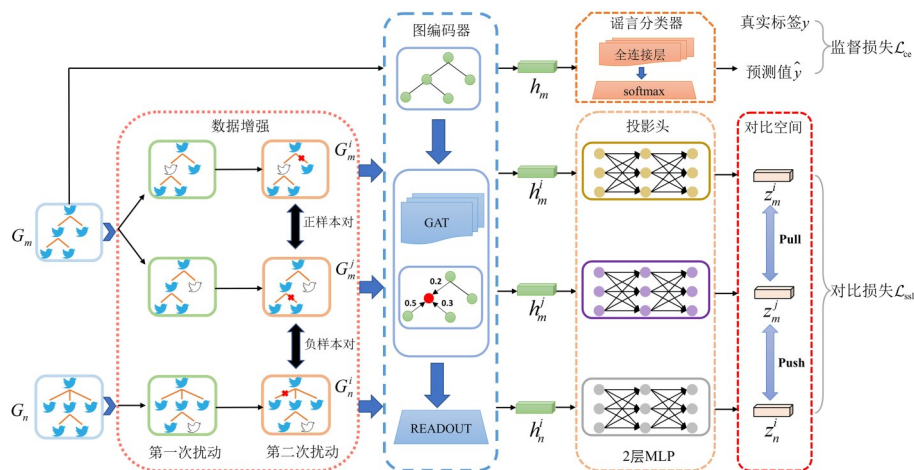 图编码器
谣言分类器
全连接层
softmax
真实标签y
预测值ŷ
监督损失ℒce
hm
数据增强
投影头
对比空间
Gm
Gmi
正样本对
Gmj
负样本对
Gn
Gni
第一次扰动
第二次扰动
GAT
0.2
0.5
0.3
READOUT
hmi
hmj
hni
2层MLP
zmi
Pull
zmj
Push
zni
对比损失ℒssl